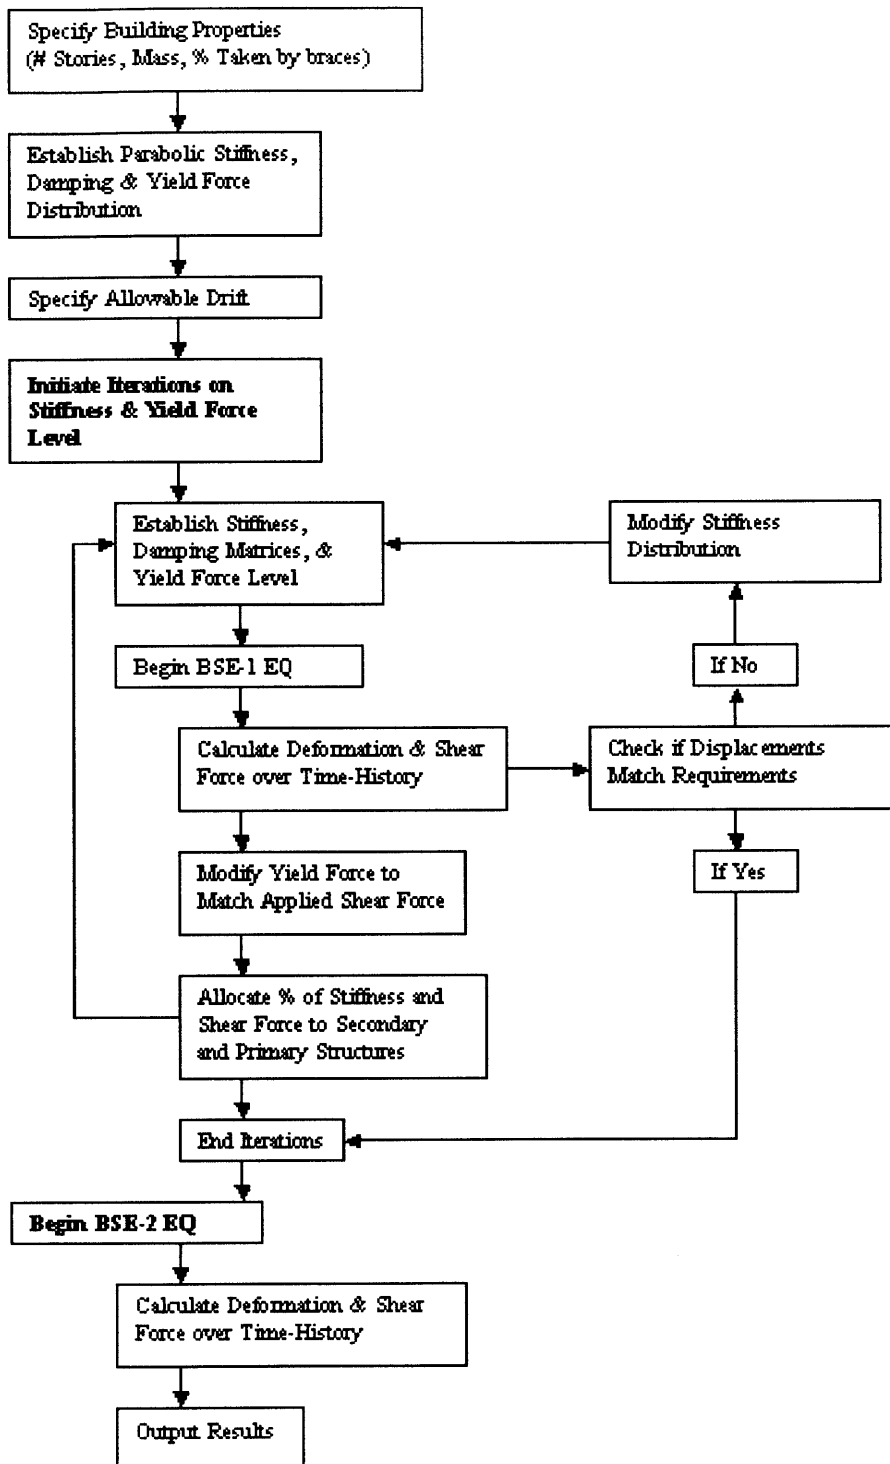 Specify Building Properties
(# Stories, Mass, % Taken by braces)
Establish Parabolic Stiffness,
Damping & Yield Force
Distribution
Specify Allowable Drift
Initiate Iterations on
Stiffness & Yield Force
Level
Establish Stiffness,
Damping Matrices, &
Yield Force Level
Modify Stiffness
Distribution
Begin BSE-1 EQ
If No
Calculate Deformation & Shear
Force over Time-History
Check if Displacements
Match Requirements
Modify Yield Force to
Match Applied Shear Force
If Yes
Allocate % of Stiffness and
Shear Force to Secondary
and Primary Structures
End Iterations
Begin BSE-2 EQ
Calculate Deformation & Shear
Force over Time-History
Output Results